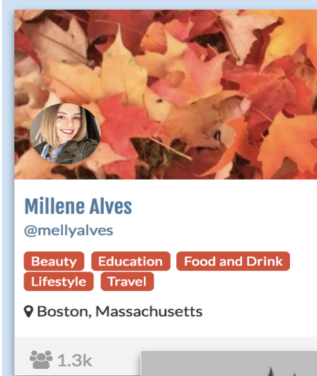 Millene Alves
@mellyalves
Beauty Education Food and Drink
Lifestyle Travel
Boston, Massachusetts
1.3k